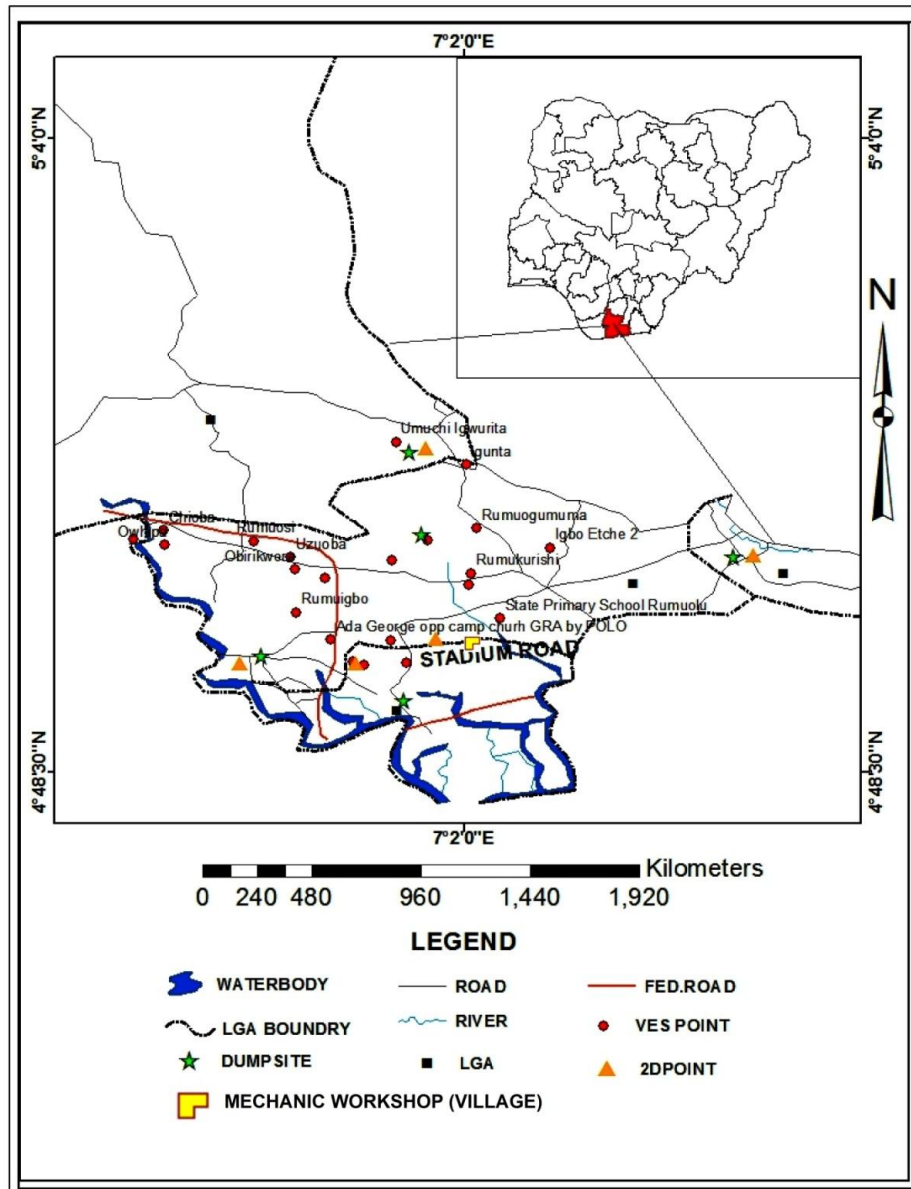 7°2'0"E
5°4'0"N
5°4'0"N
N
Umuchi Igwurita
gunta
Chioba
Rumuosi
Rumuogumuma
Igbo Etche 2
Uzuoba
Obirikwere
Rumukurishi
Rumuigbo
State Primary School Rumuolu
Ada George opp camp churh GRA by POLO
STADIUM ROAD
4°48'30"N
4°48'30"N
7°2'0"E
Kilometers
0 240 480 960 1,440 1,920
LEGEND
WATERBODY ROAD FED.ROAD
LGA BOUNDRY RIVER VES POINT
DUMPSITE LGA 2DPOINT
MECHANIC WORKSHOP (VILLAGE)